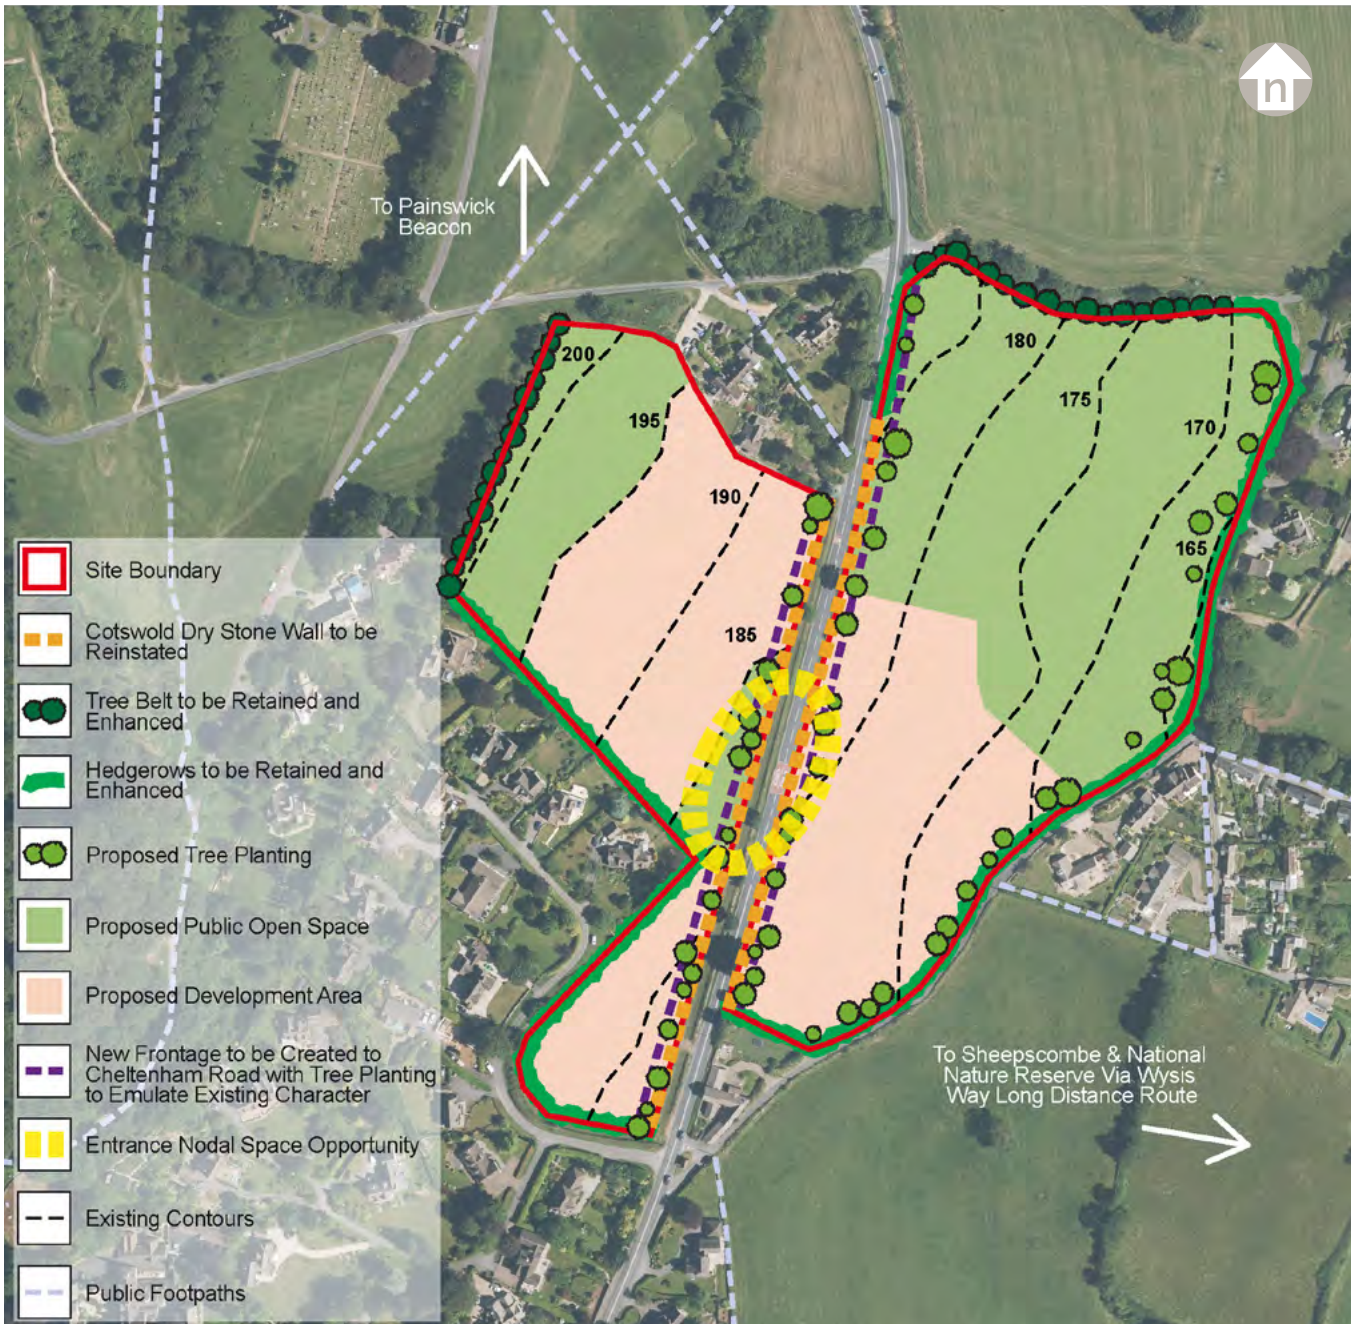 n
To Painswick
Beacon
200
195
190
185
180
175
170
165
Site Boundary
Cotswold Dry Stone Wall to be
Reinstated
Tree Belt to be Retained and
Enhanced
Hedgerows to be Retained and
Enhanced
Proposed Tree Planting
Proposed Public Open Space
Proposed Development Area
New Frontage to be Created to
Cheltenham Road with Tree Planting
to Emulate Existing Character
Entrance Nodal Space Opportunity
Existing Contours
Public Footpaths
To Sheepscombe & National
Nature Reserve Via Wysis
Way Long Distance Route